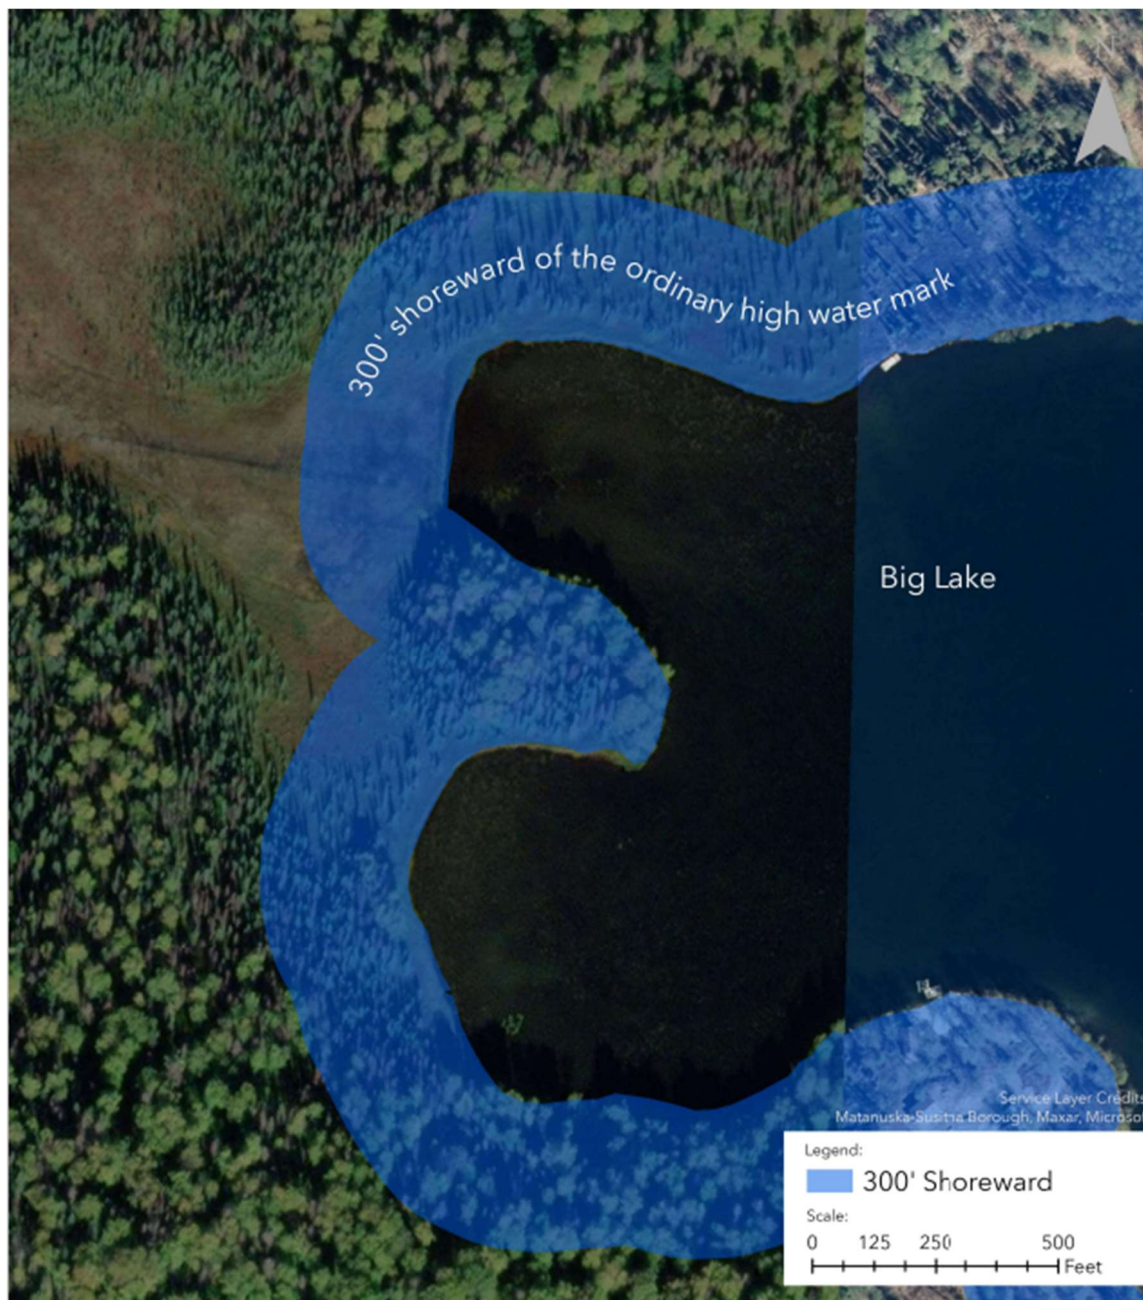 N
300' shoreward of the ordinary high water mark
Big Lake
Service Layer Credits
Matanuska-Susitna Borough, Maxar, Microso
Legend:
300' Shoreward
Scale:
0 125 250 500
Feet